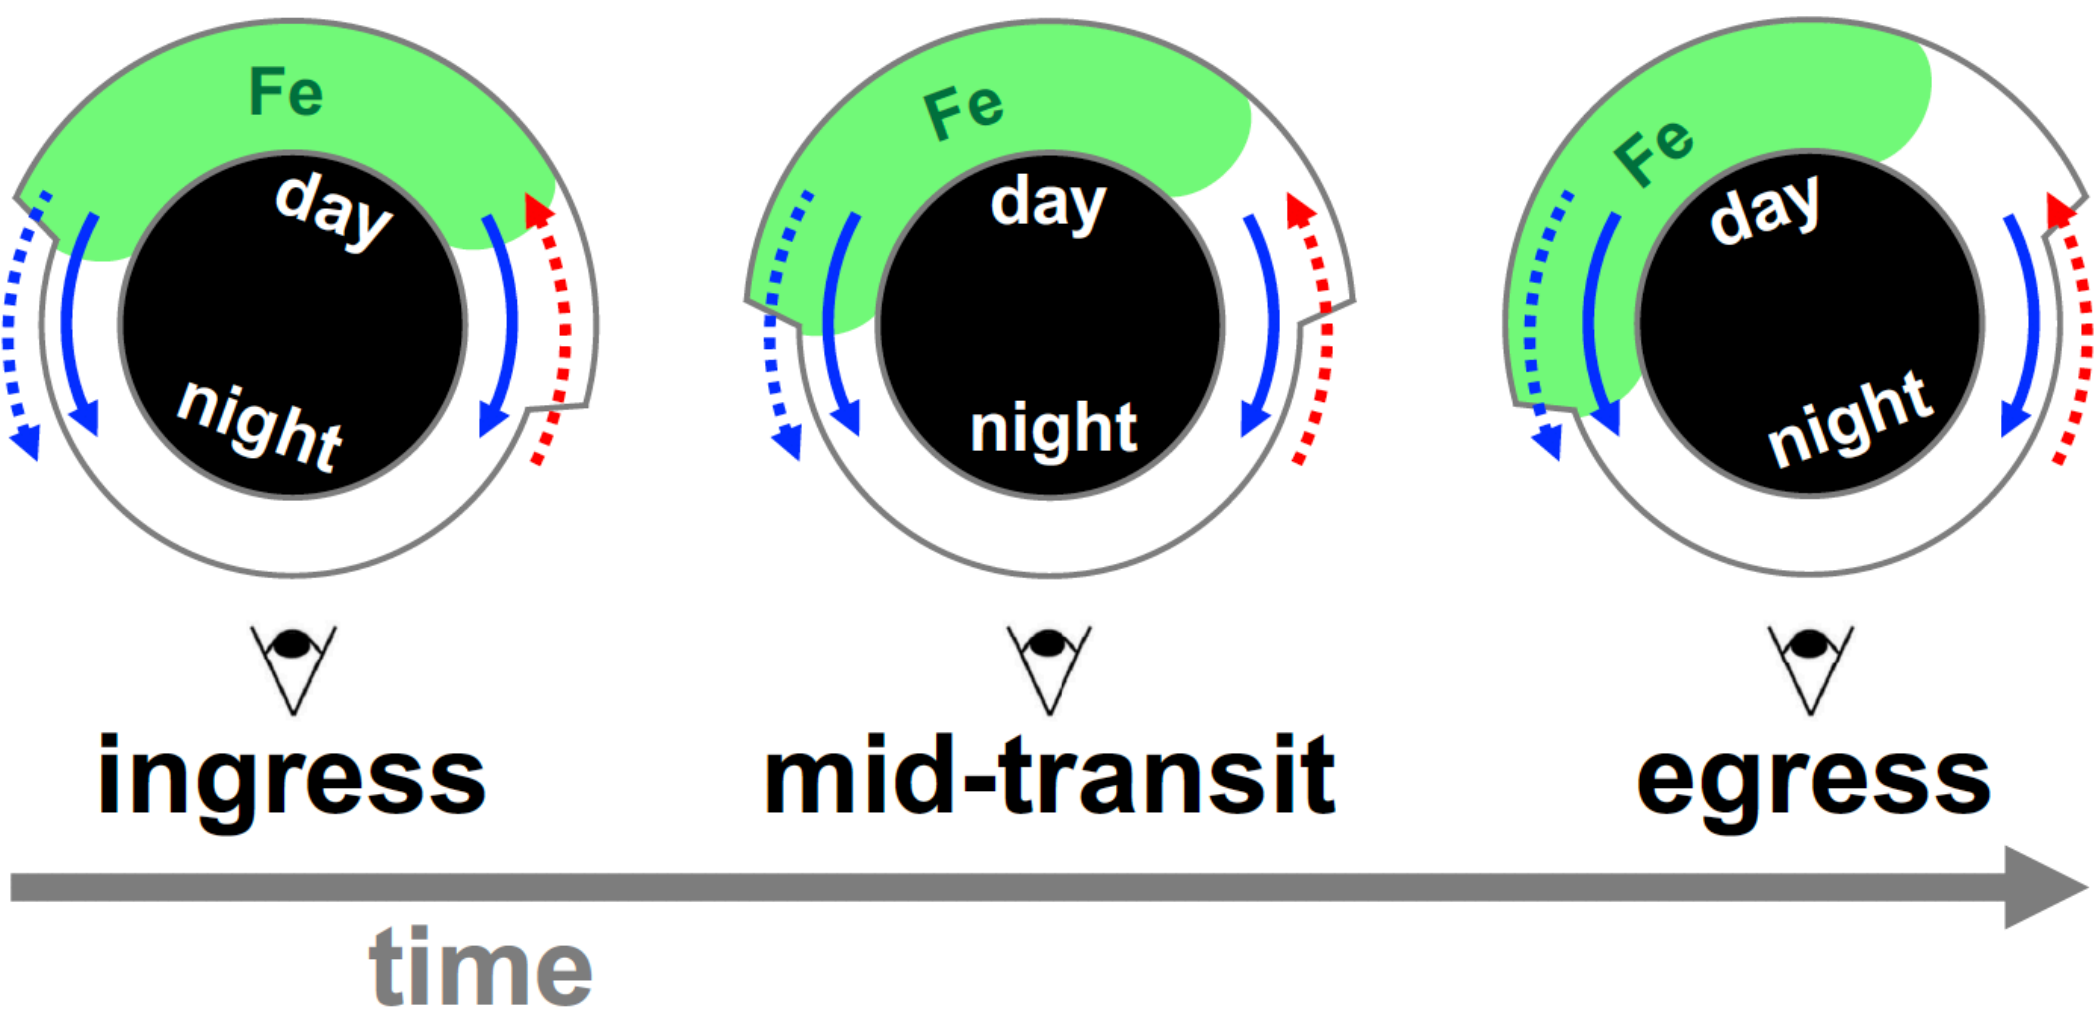 Fe
day
night
Fe
day
night
Fe
day
night
ingress
mid-transit
egress
time